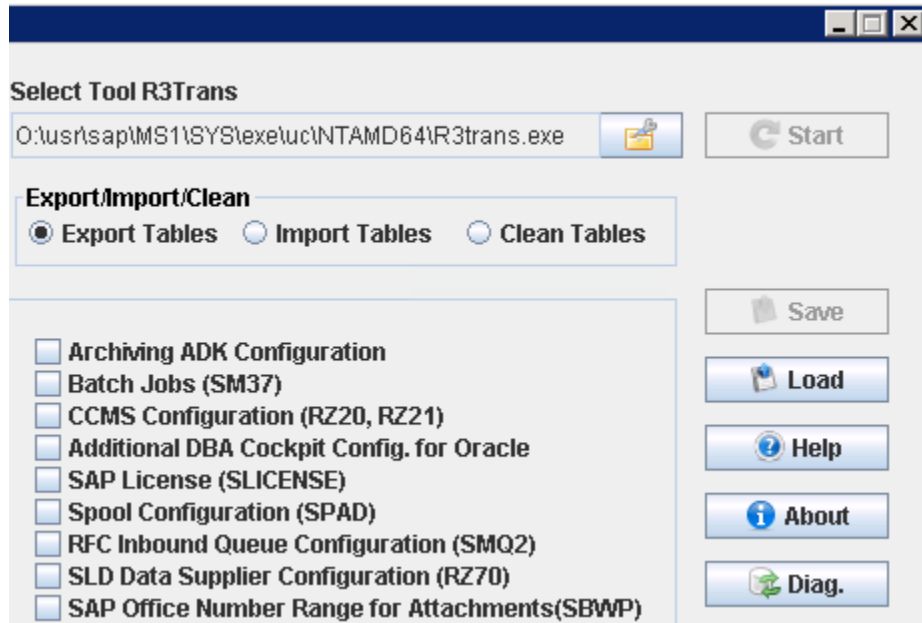 Select Tool R3Trans
O:\usr\sap\MS1\SYS\exe\uc\NTAMD64\R3trans.exe
Start
Export/Import/Clean
Export Tables Import Tables Clean Tables
Save
Archiving ADK Configuration
Load
Batch Jobs (SM37)
CCMS Configuration (RZ20, RZ21)
Additional DBA Cockpit Config. for Oracle
Help
SAP License (SLICENSE)
Spool Configuration (SPAD)
About
RFC Inbound Queue Configuration (SMQ2)
SLD Data Supplier Configuration (RZ70)
Diag.
SAP Office Number Range for Attachments(SBWP)